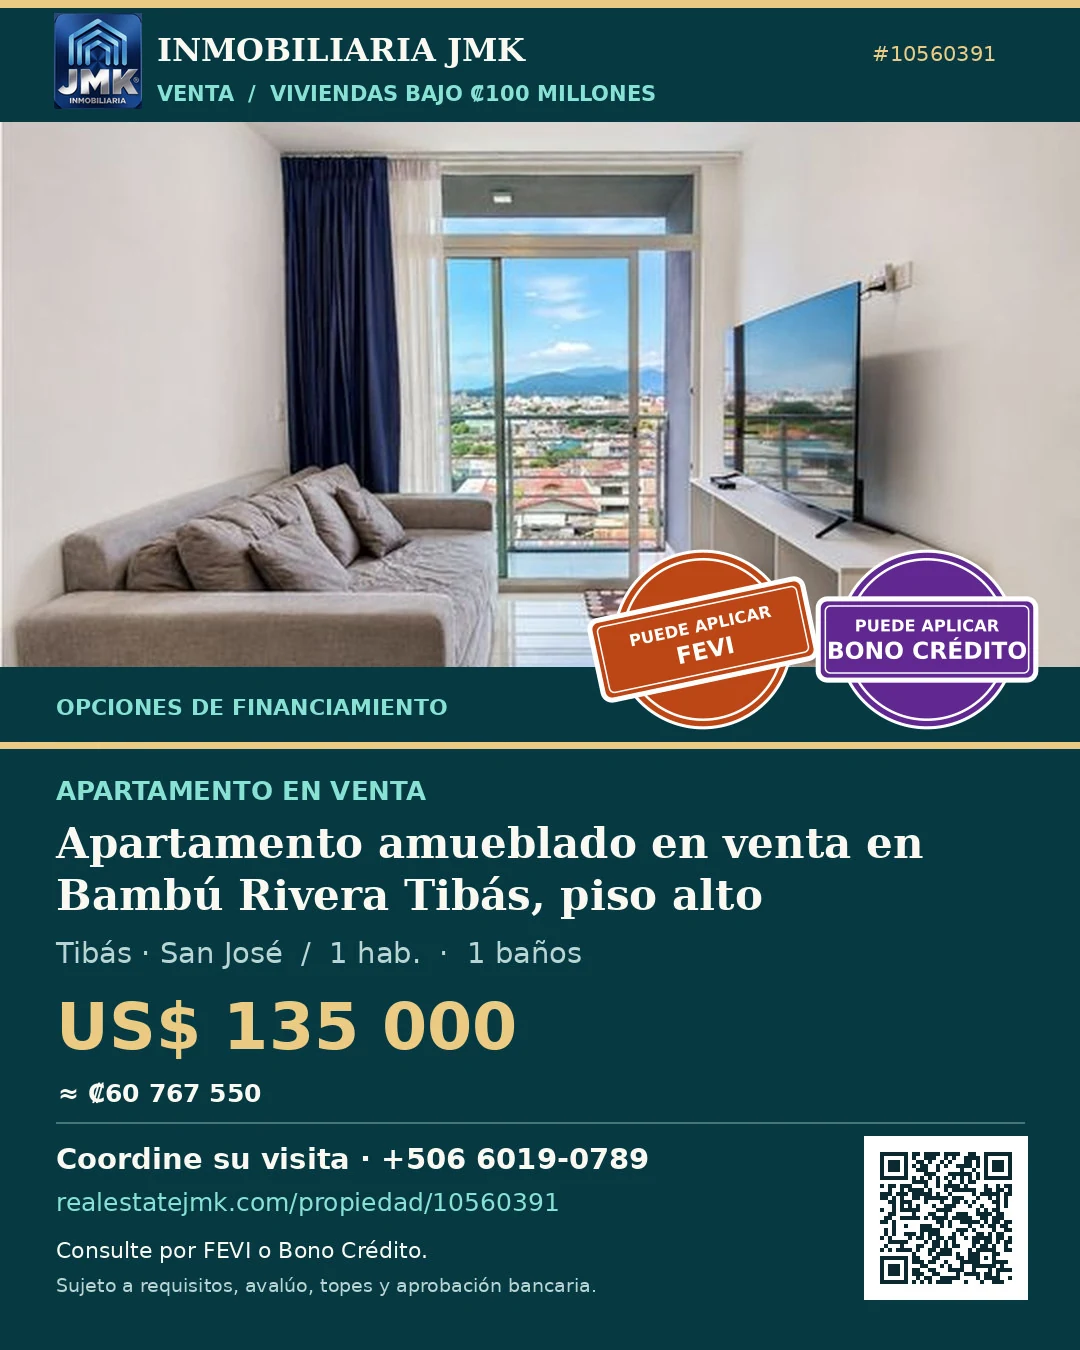 JMK
INMOBILIARIA
INMOBILIARIA JMK
#10560391
VENTA / VIVIENDAS BAJO ₡100 MILLONES
PUEDE APLICAR
FEVI
PUEDE APLICAR
BONO CRÉDITO
OPCIONES DE FINANCIAMIENTO
APARTAMENTO EN VENTA
Apartamento amueblado en venta en
Bambú Rivera Tibás, piso alto
Tibás · San José / 1 hab. · 1 baños
US$ 135 000
≈ ₡60 767 550
Coordine su visita · +506 6019-0789
realestatejmk.com/propiedad/10560391
Consulte por FEVI o Bono Crédito.
Sujeto a requisitos, avalúo, topes y aprobación bancaria.